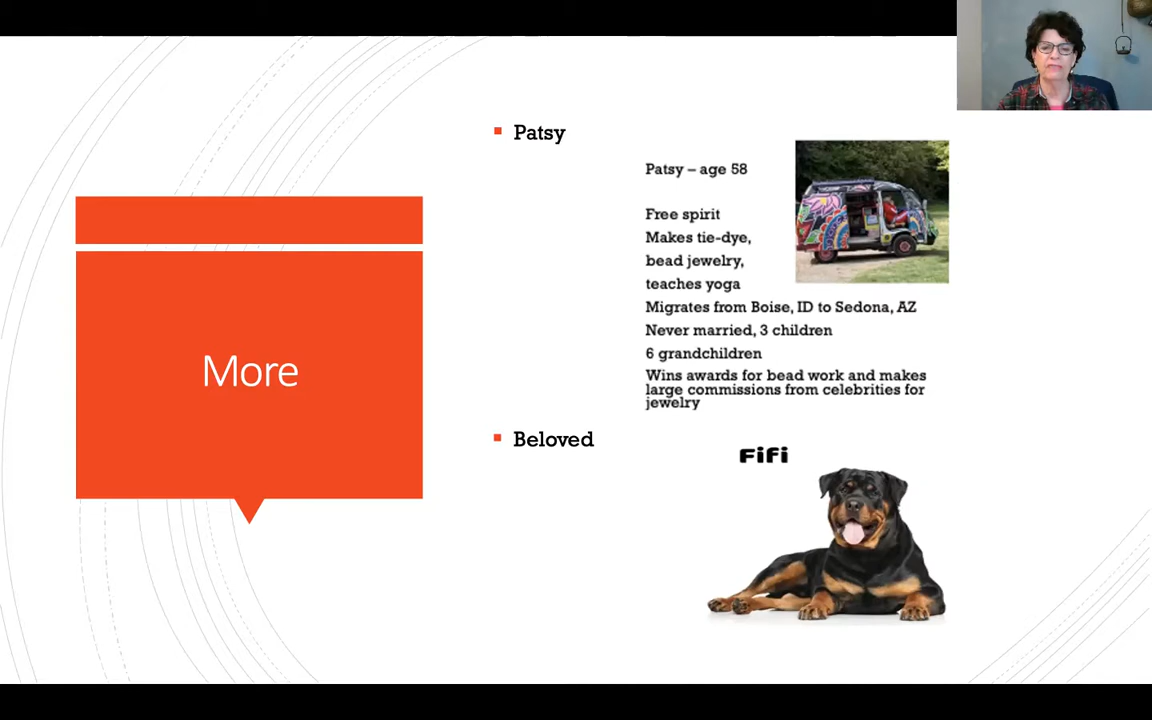 More
Patsy
Patsy – age 58
Free spirit
Makes tie-dye,
bead jewelry,
teaches yoga
Migrates from Boise, ID to Sedona, AZ
Never married, 3 children
6 grandchildren
Wins awards for bead work and makes
large commissions from celebrities for
jewelry
Beloved
Fifi